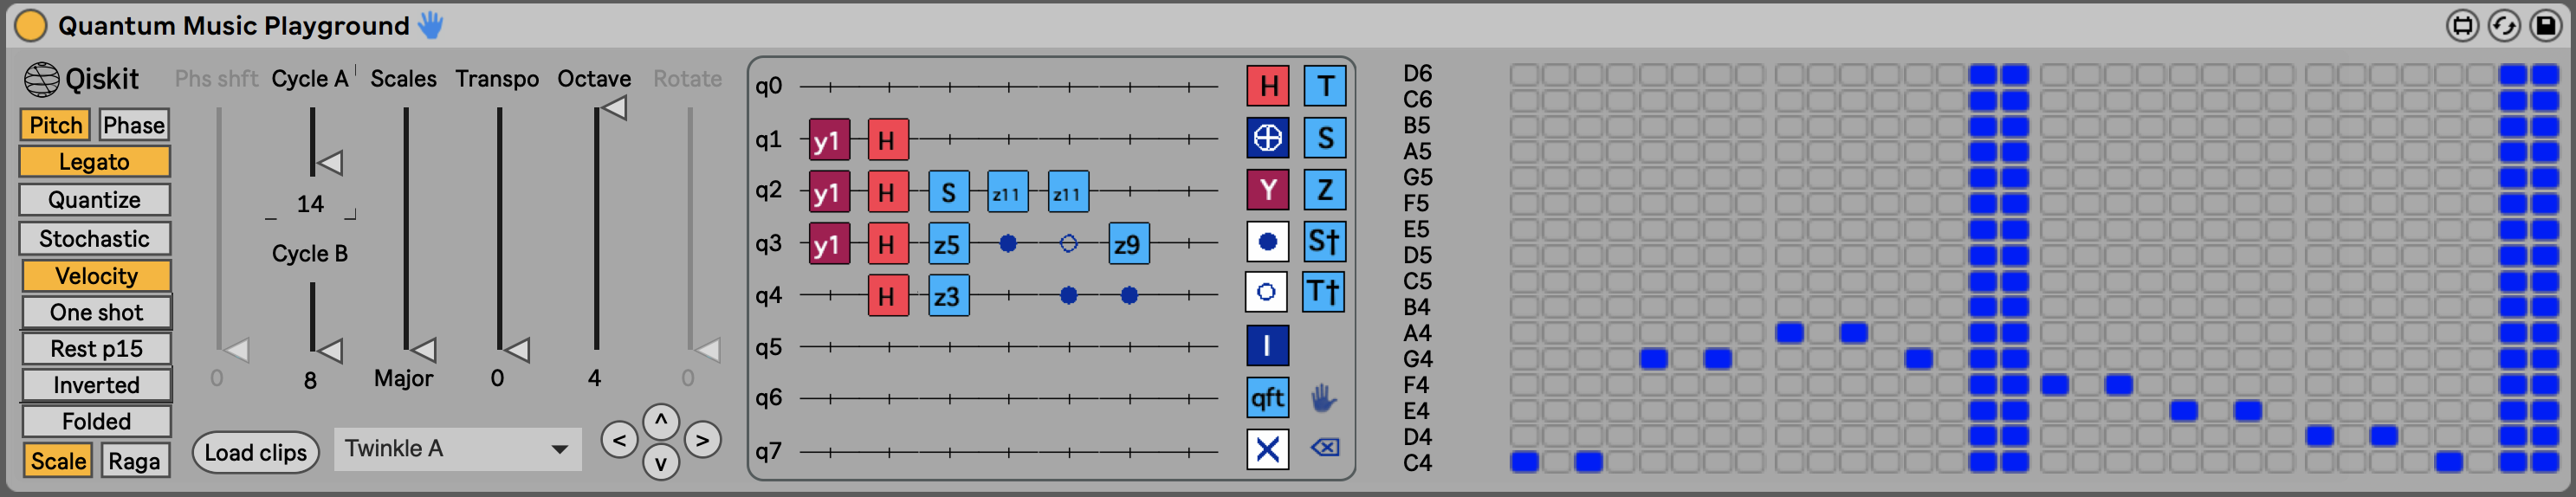 Quantum Music Playground
Qiskit
Phs shft Cycle A Scales Transpo Octave Rotate
Pitch Phase
Legato
Quantize
Stochastic
Velocity
One shot
Rest p15
Inverted
Folded
Scale Raga
14
Cycle B
0 8 Major 0 4 0
Load clips
Twinkle A
< ^ v >
q0 H T
q1 y1 H S
q2 y1 H S z11 z11 Y Z
q3 y1 H z5 z9 S†
q4 H z3 T†
q5 I
q6 qft
q7
D6
C6
B5
A5
G5
F5
E5
D5
C5
B4
A4
G4
F4
E4
D4
C4